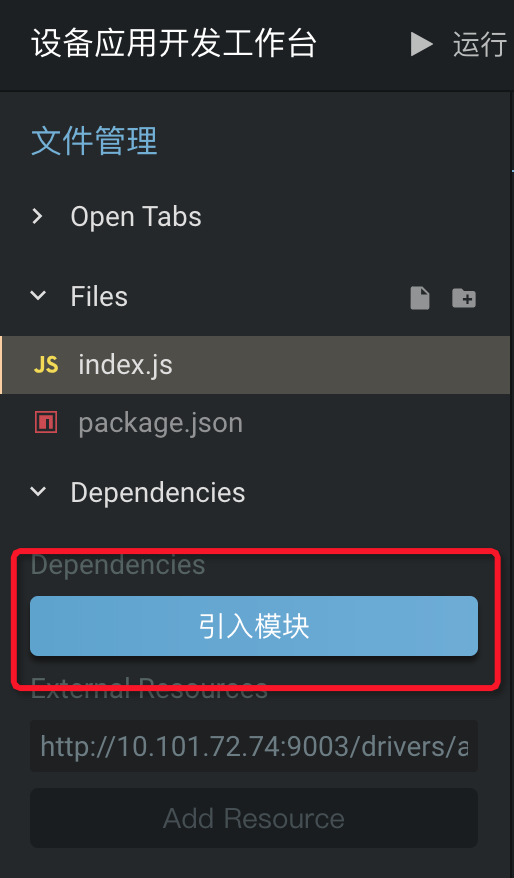 设备应用开发工作台 运行
文件管理
Open Tabs
Files
JS index.js
package.json
Dependencies
Dependencies
引入模块
External Resources
http://10.101.72.74:9003/drivers/a
Add Resource